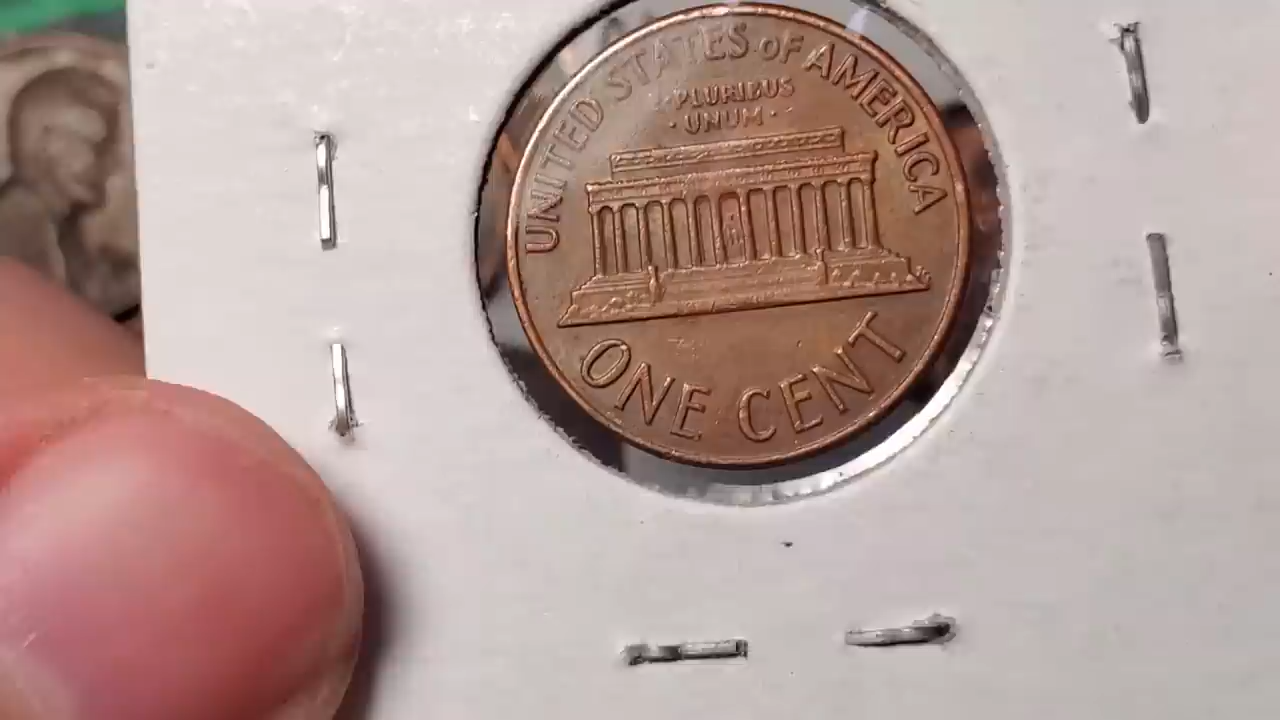 UNITED STATES OF AMERICA
· PLURIBUS
· UNUM ·
ONE CENT